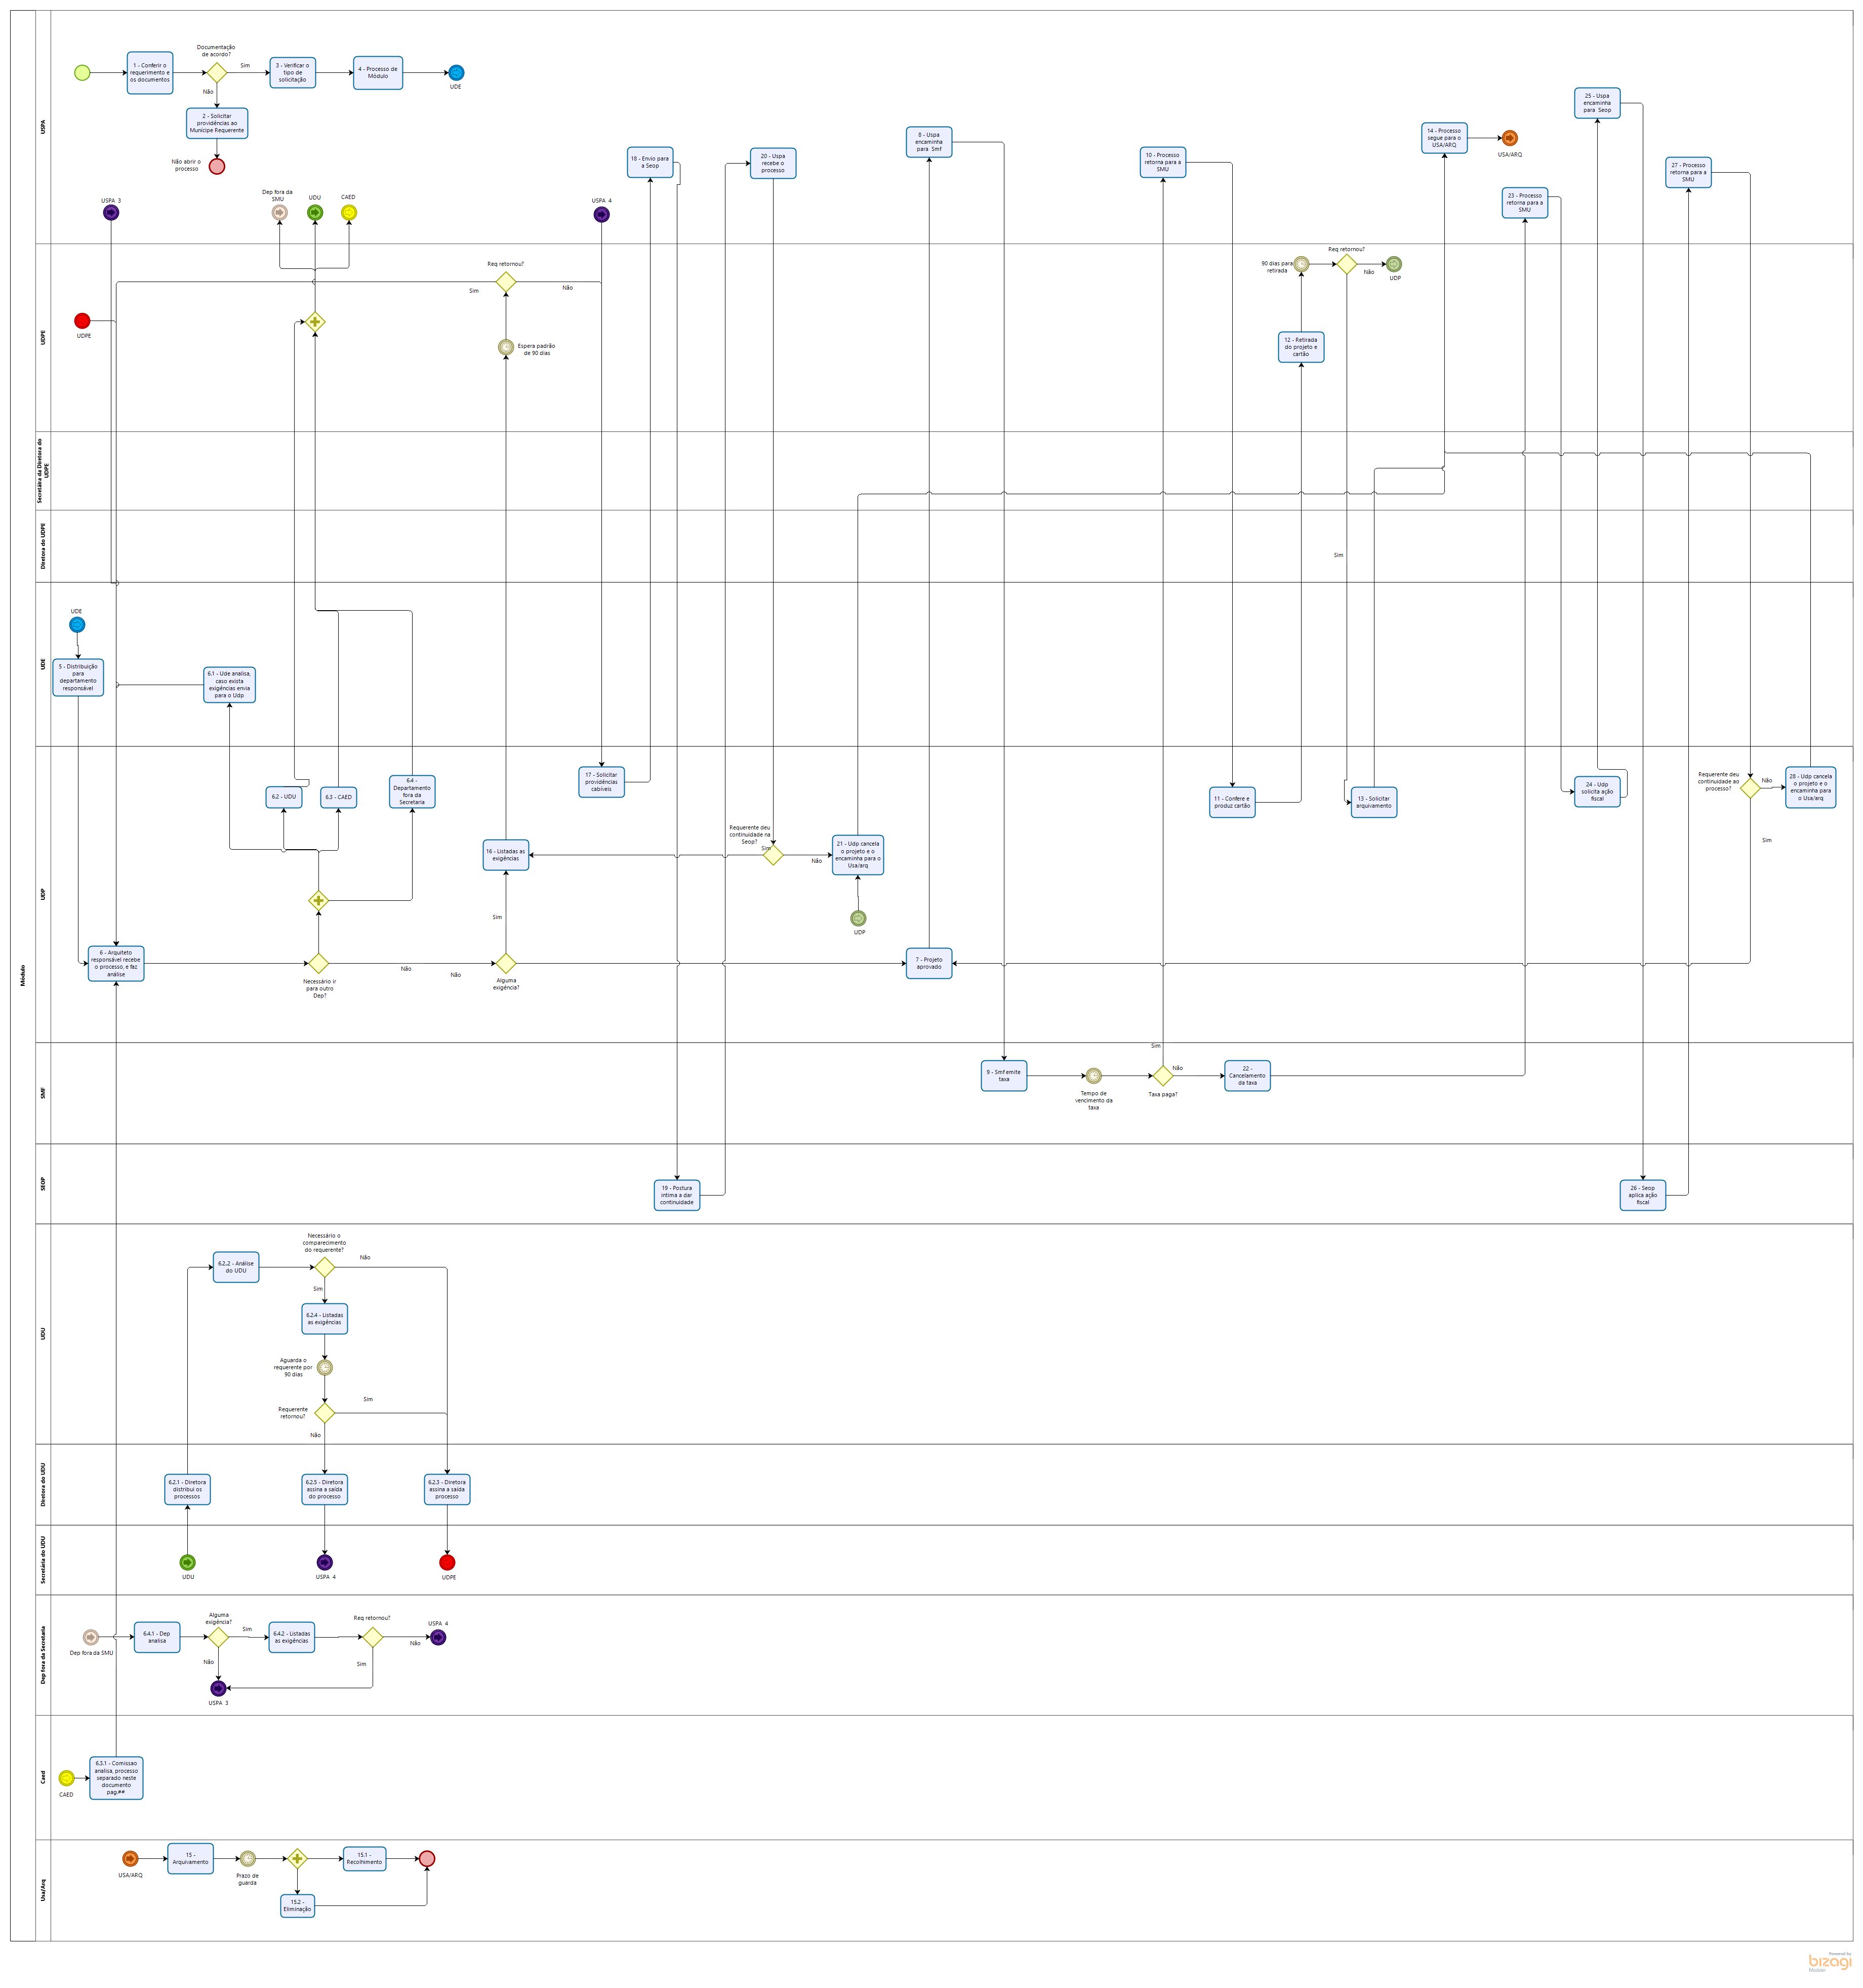 Módulo
USPA
Documentação
de acordo?
1 - Conferir o
requerimento e
os documentos
Sim
3 - Verificar o
tipo de
solicitação
4 - Processo de
Módulo
UDE
Não
2 - Solicitar
providências ao
Munícipe Requerente
Não abrir o
processo
USPA 3
Dep fora da
SMU
UDU
CAED
USPA 4
18 - Envio para
a Seop
20 - Uspa
recebe o
processo
8 - Uspa
encaminha
para Smf
10 - Processo
retorna para a
SMU
14 - Processo
segue para o
USA/ARQ
USA/ARQ
25 - Uspa
encaminha
para Seop
23 - Processo
retorna para a
SMU
27 - Processo
retorna para a
SMU
UDPE
UDPE
Req retornou?
Sim
Não
Espera padrão
de 90 dias
90 dias para
retirada
Req retornou?
Não
UDP
12 - Retirada
do projeto e
cartão
Secretária da Diretora do
UDPE
Diretora do UDPE
Sim
UDE
UDE
5 - Distribuição
para
departamento
responsável
6.1 - Ude analisa,
caso exista
exigências envia
para o Udp
UDP
6.2 - UDU
6.3 - CAED
6.4 -
Departamento
fora da
Secretaria
17 - Solicitar
providências
cabíveis
16 - Listadas as
exigências
Requerente deu
continuidade na
Seop?
Sim
Não
21 - Udp cancela
o projeto e o
encaminha para o
Usa/arq
UDP
11 - Confere e
produz cartão
13 - Solicitar
arquivamento
24 - Udp
solicita ação
fiscal
Requerente deu
continuidade ao
processo?
Não
28 - Udp cancela
o projeto e o
encaminha para
o Usa/arq
Sim
6 - Arquiteto
responsável recebe
o processo, e faz
análise
Necessário ir
para outro
Dep?
Não
Não
Sim
Alguma
exigência?
7 - Projeto
aprovado
SMF
Sim
9 - Smf emite
taxa
Tempo de
vencimento da
taxa
Taxa paga?
Não
22 -
Cancelamento
da taxa
SEOP
19 - Postura
intima a dar
continuidade
26 - Seop
aplica ação
fiscal
UDU
6.2.2 - Análise
do UDU
Necessário o
comparecimento
do requerente?
Não
Sim
6.2.4 - Listadas
as exigências
Aguarda o
requerente por
90 dias
Requerente
retornou?
Sim
Não
Diretora do UDU
6.2.1 - Diretora
distribui os
processos
6.2.5 - Diretora
assina a saída
do processo
6.2.3 - Diretora
assina a saída
processo
Secretária do UDU
UDU
USPA 4
UDPE
Dep fora da Secretaria
Dep fora da SMU
6.4.1 - Dep
analisa
Alguma
exigência?
Sim
6.4.2 - Listadas
as exigências
Req retornou?
Não
USPA 4
Não
Sim
USPA 3
Caed
CAED
6.3.1 - Comissao
analisa, processo
separado neste
documento
pag.##
Usa/Arq
USA/ARQ
15 -
Arquivamento
Prazo de
guarda
15.1 -
Recolhimento
15.2 -
Eliminação
Powered by
bizagi
Modeler